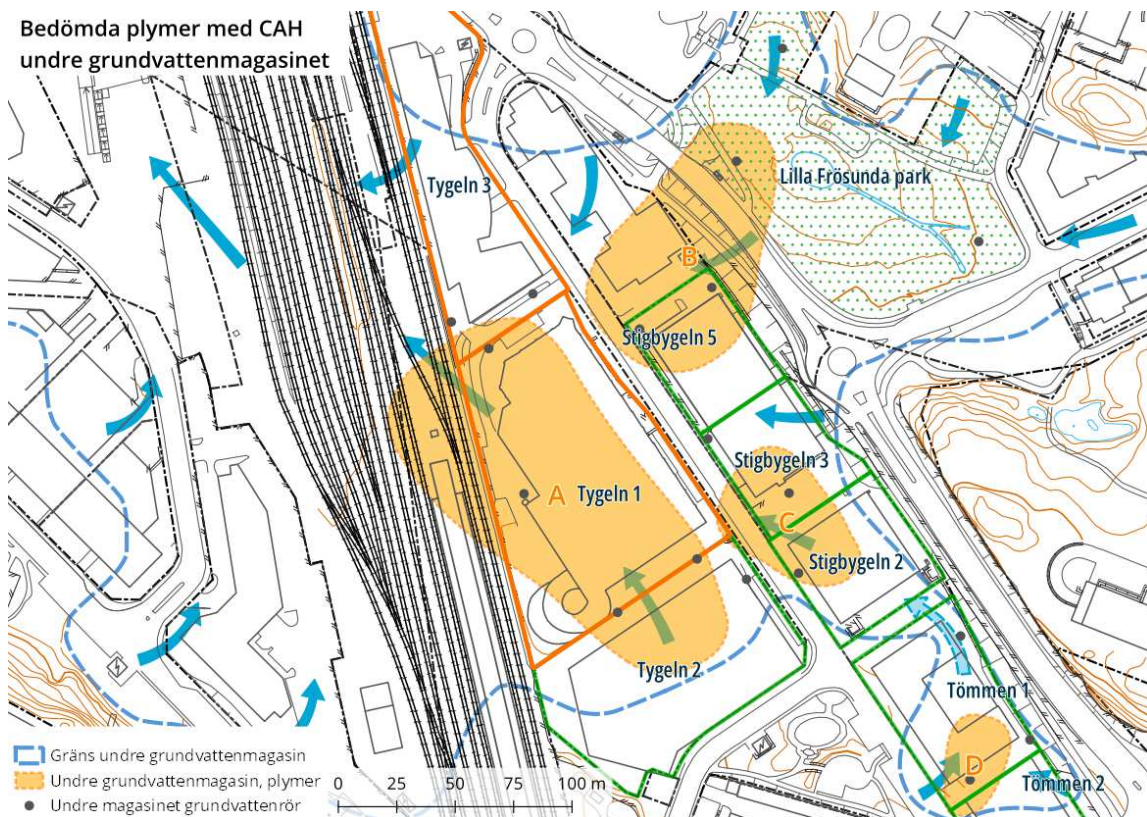 Bedömda plymer med CAH
undre grundvattenmagasinet
Lilla Frösunda park
Tygeln 3
B
Stigbygeln 5
Stigbygeln 3
A
Tygeln 1
C
Stigbygeln 2
Tygeln 2
Tömmen 1
D
Tömmen 2
Gräns undre grundvattenmagasin
Undre grundvattenmagasin, plymer
Undre magasinet grundvattenrör
0 25 50 75 100 m